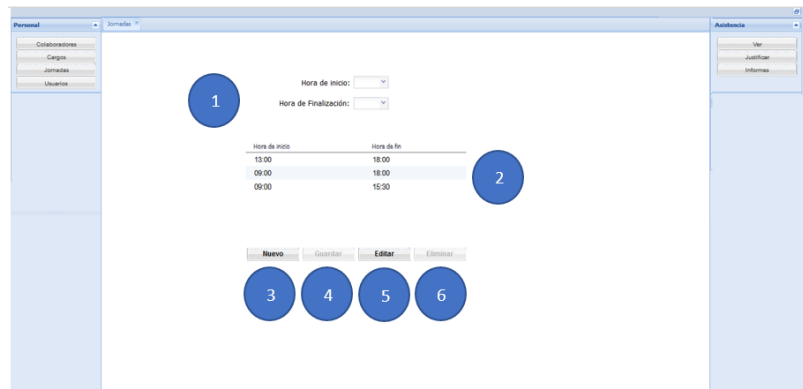 Personal
Jornadas
Asistencia
Colaboradores
Cargos
Jornadas
Usuarios
Ver
Justificar
Informes
1
Hora de inicio:
Hora de Finalización:
Hora de inicio Hora de fin
13:00 18:00
09:00 18:00
09:00 15:30
2
Nuevo Guardar Editar Eliminar
3 4 5 6